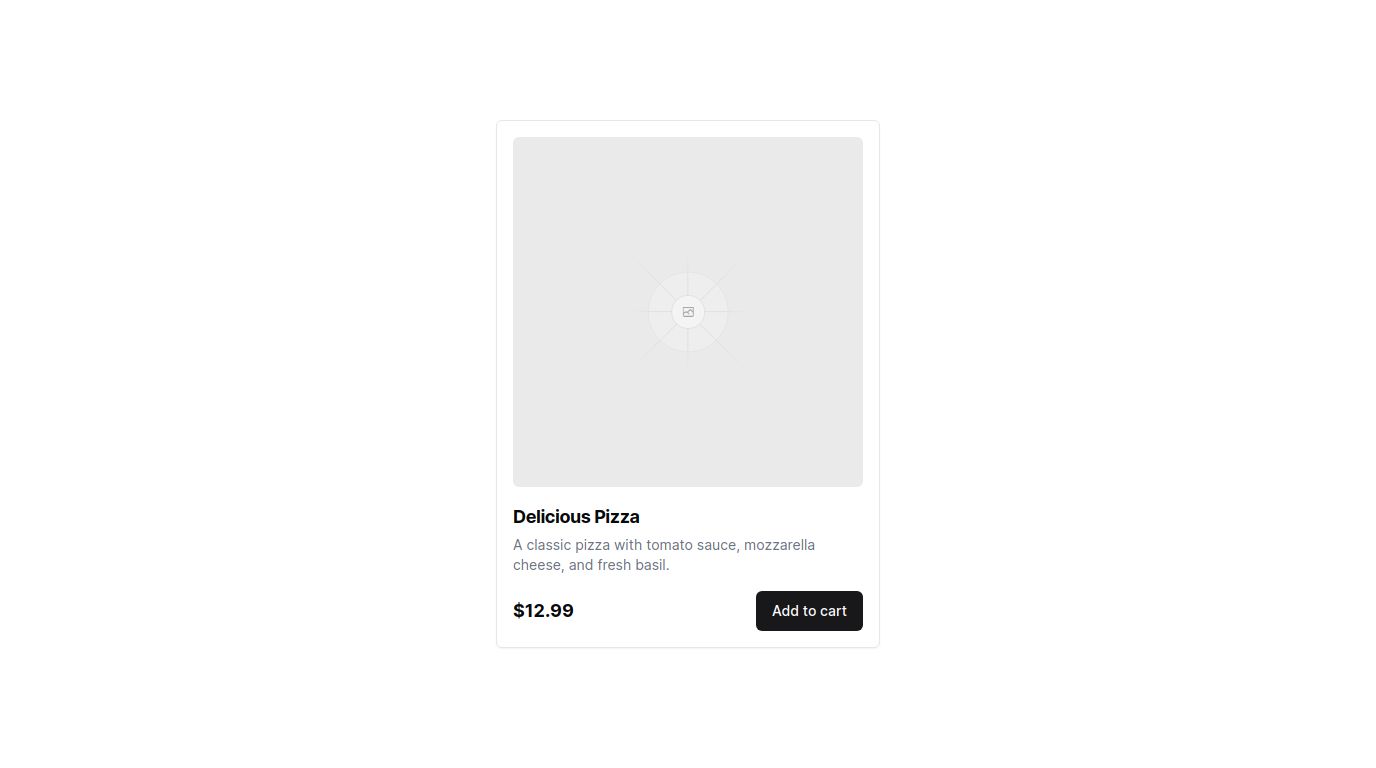 Delicious Pizza
A classic pizza with tomato sauce, mozzarella
cheese, and fresh basil.
$12.99
Add to cart